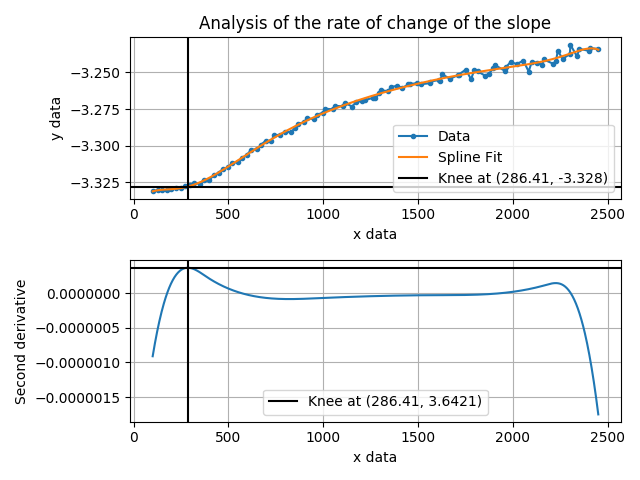 Analysis of the rate of change of the slope
−3.250
−3.275
−3.300
−3.325
y data
Data
Spline Fit
Knee at (286.41, -3.328)
0
500
1000
1500
2000
2500
x data
0.0000000
−0.0000005
−0.0000010
−0.0000015
Second derivative
Knee at (286.41, 3.6421)
0
500
1000
1500
2000
2500
x data